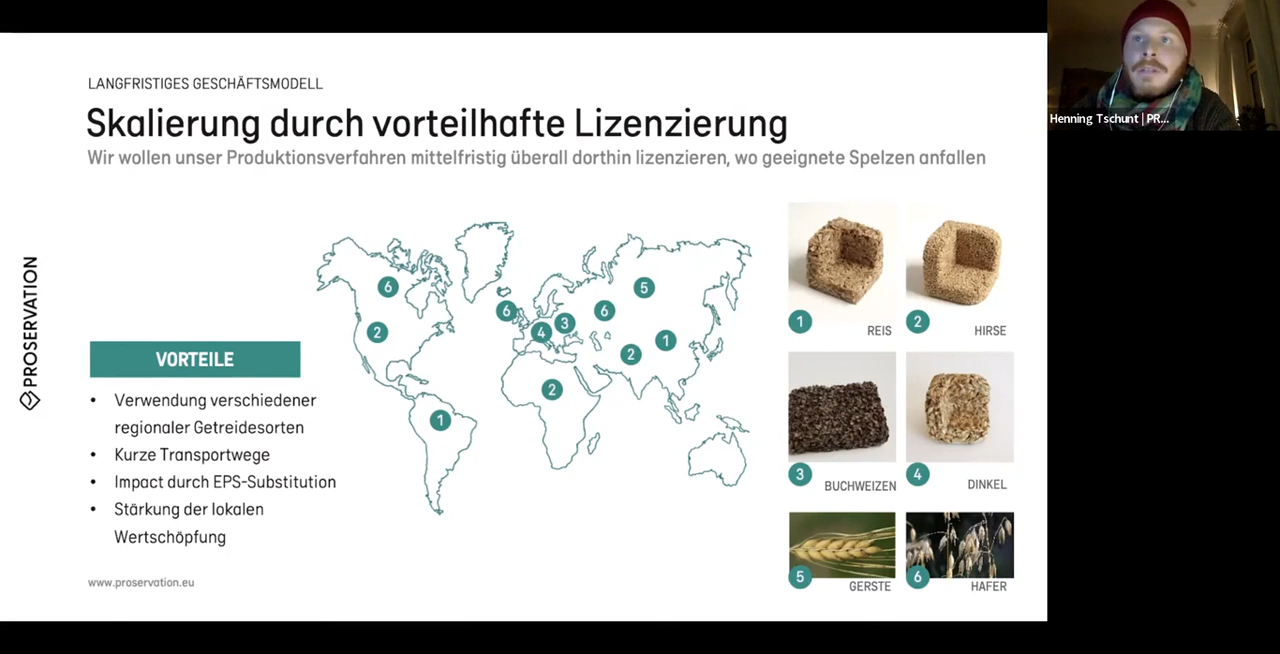 LANGFRISTIGES GESCHÄFTSMODELL
Skalierung durch vorteilhafte Lizenzierung
Wir wollen unser Produktionsverfahren mittelfristig überall dorthin lizenzieren, wo geeignete Spelzen anfallen
PROSERVATION
VORTEILE
• Verwendung verschiedener
regionaler Getreidesorten
• Kurze Transportwege
• Impact durch EPS-Substitution
• Stärkung der lokalen
Wertschöpfung
www.proservation.eu
6
5
6
6
3
4
2
1
2
2
1
1 REIS
2 HIRSE
3 BUCHWEIZEN
4 DINKEL
5 GERSTE
6 HAFER
Henning Tschunt | PR...